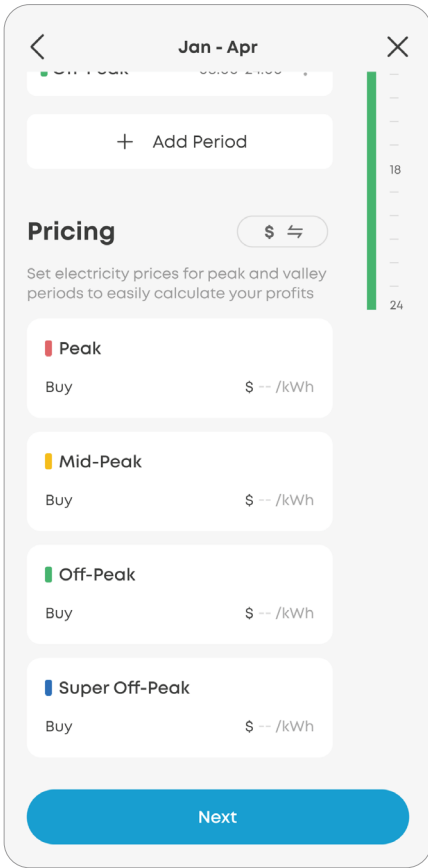 Jan - Apr
Add Period
18
Pricing
$
Set electricity prices for peak and valley
periods to easily calculate your profits
24
Peak
Buy $ -- /kWh
Mid-Peak
Buy $ -- /kWh
Off-Peak
Buy $ -- /kWh
Super Off-Peak
Buy $ -- /kWh
Next